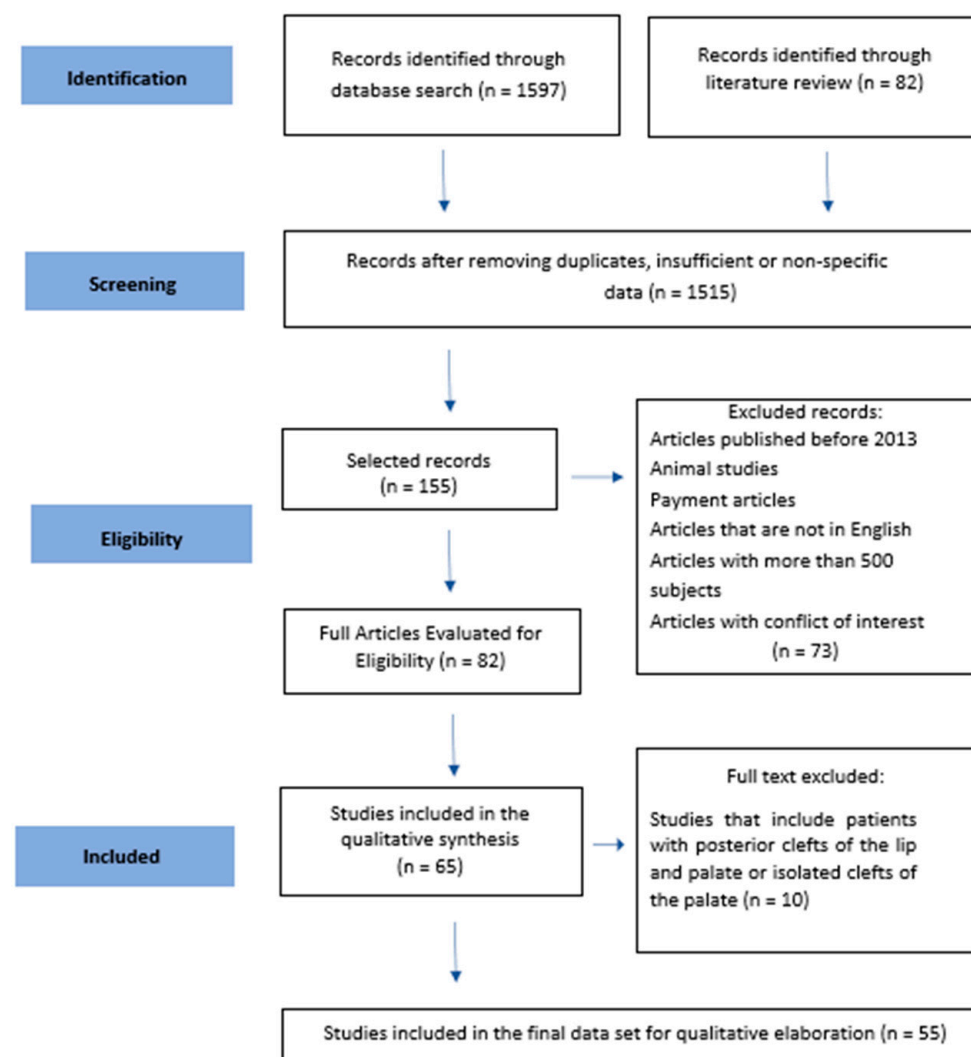 Identification
Records identified through
database search (n = 1597)
Records identified through
literature review (n = 82)
Screening
Records after removing duplicates, insufficient or non-specific
data (n = 1515)
Eligibility
Selected records
(n = 155)
Excluded records:
Articles published before 2013
Animal studies
Payment articles
Articles that are not in English
Articles with more than 500
subjects
Articles with conflict of interest
(n = 73)
Full Articles Evaluated for
Eligibility (n = 82)
Included
Studies included in the
qualitative synthesis
(n = 65)
Full text excluded:
Studies that include patients
with posterior clefts of the lip
and palate or isolated clefts of
the palate (n = 10)
Studies included in the final data set for qualitative elaboration (n = 55)